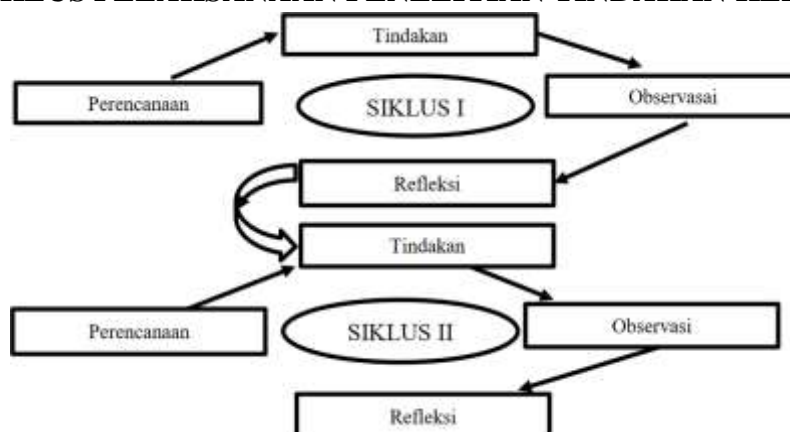 Tindakan
Perencanaan
SIKLUS I
Observasai
Refleksi
Tindakan
Perencanaan
SIKLUS II
Observasi
Refleksi